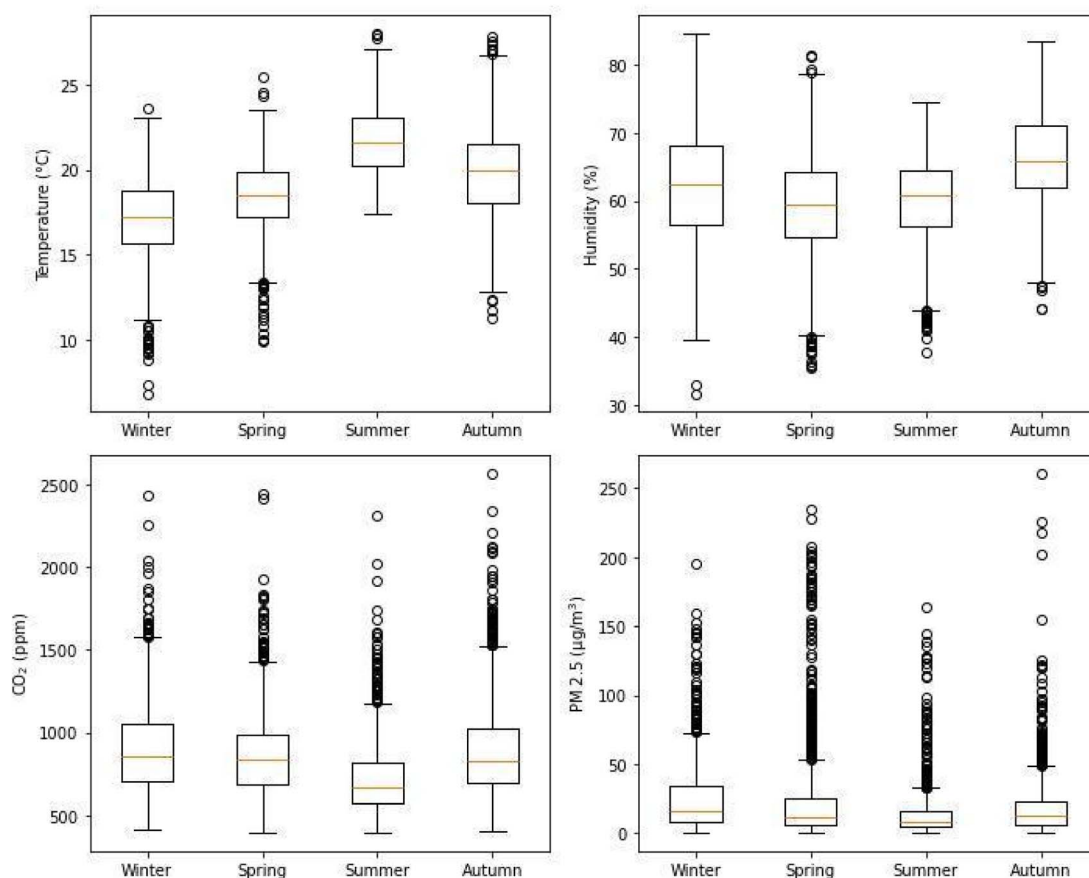 Temperature (°C)
25
20
15
10
Winter
Spring
Summer
Autumn
Humidity (%)
80
70
60
50
40
30
Winter
Spring
Summer
Autumn
CO₂ (ppm)
2500
2000
1500
1000
500
Winter
Spring
Summer
Autumn
PM 2.5 (µg/m³)
250
200
150
100
50
0
Winter
Spring
Summer
Autumn